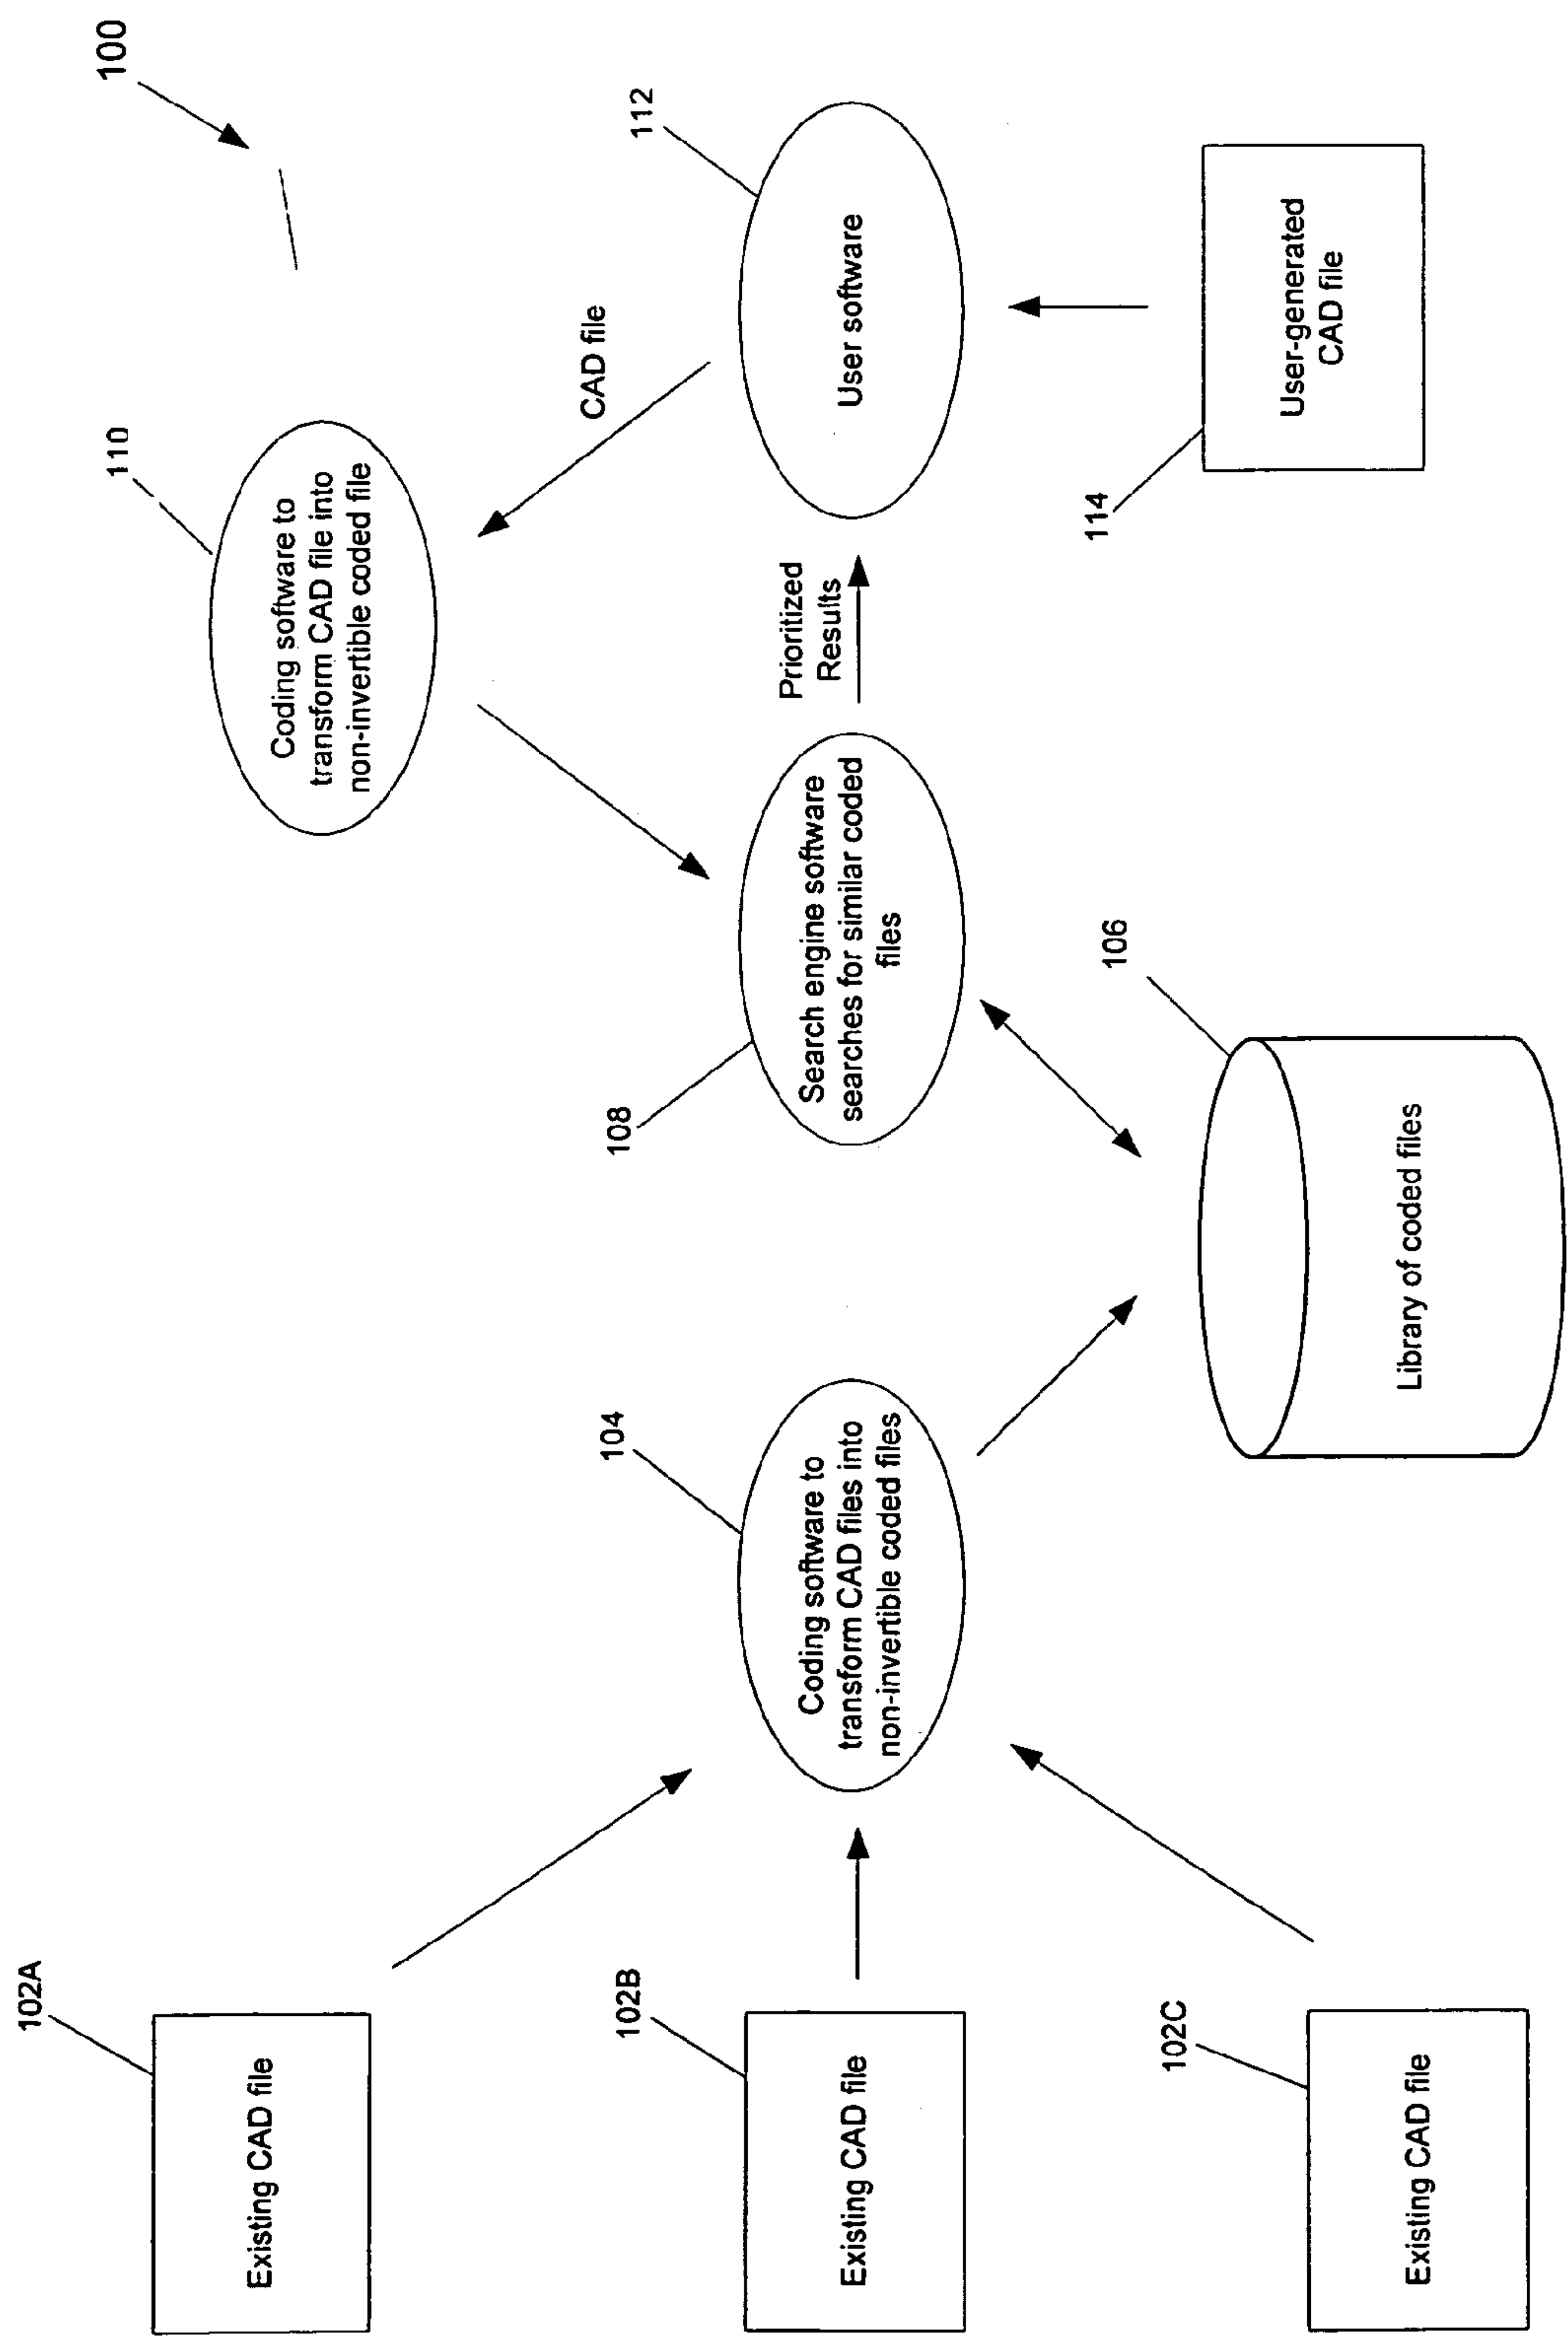 100
110
Coding software to
transform CAD file into
non-invertible coded file
102A
Existing CAD file
CAD file
112
User software
Prioritized
Results
108
Search engine software
searches for similar coded
files
104
Coding software to
transform CAD files into
non-invertible coded files
102B
Existing CAD file
114
User-generated
CAD file
106
Library of coded files
102C
Existing CAD file